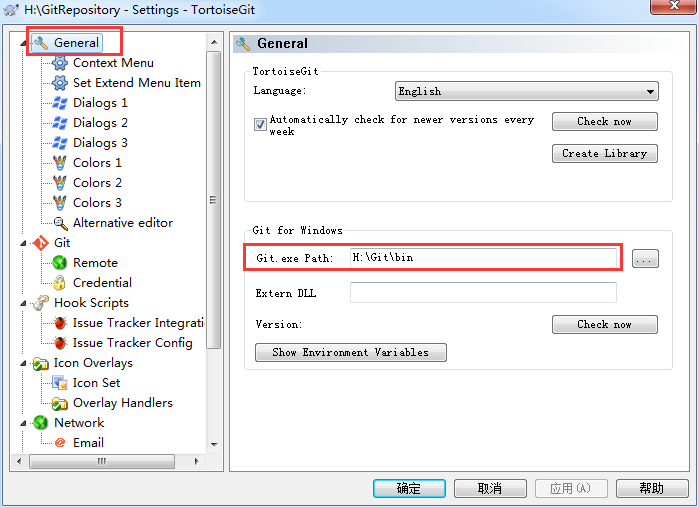 H:\GitRepository - Settings - TortoiseGit
General
Context Menu
Set Extend Menu Item
Dialogs 1
Dialogs 2
Dialogs 3
Colors 1
Colors 2
Colors 3
Alternative editor
Git
Remote
Credential
Hook Scripts
Issue Tracker Integrati
Issue Tracker Config
Icon Overlays
Icon Set
Overlay Handlers
Network
Email
General
TortoiseGit
Language:
English
Automatically check for newer versions every
week
Check now
Create Library
Git for Windows
Git.exe Path:
H:\Git\bin
...
Extern DLL
Version:
Check now
Show Environment Variables
确定
取消
应用(A)
帮助